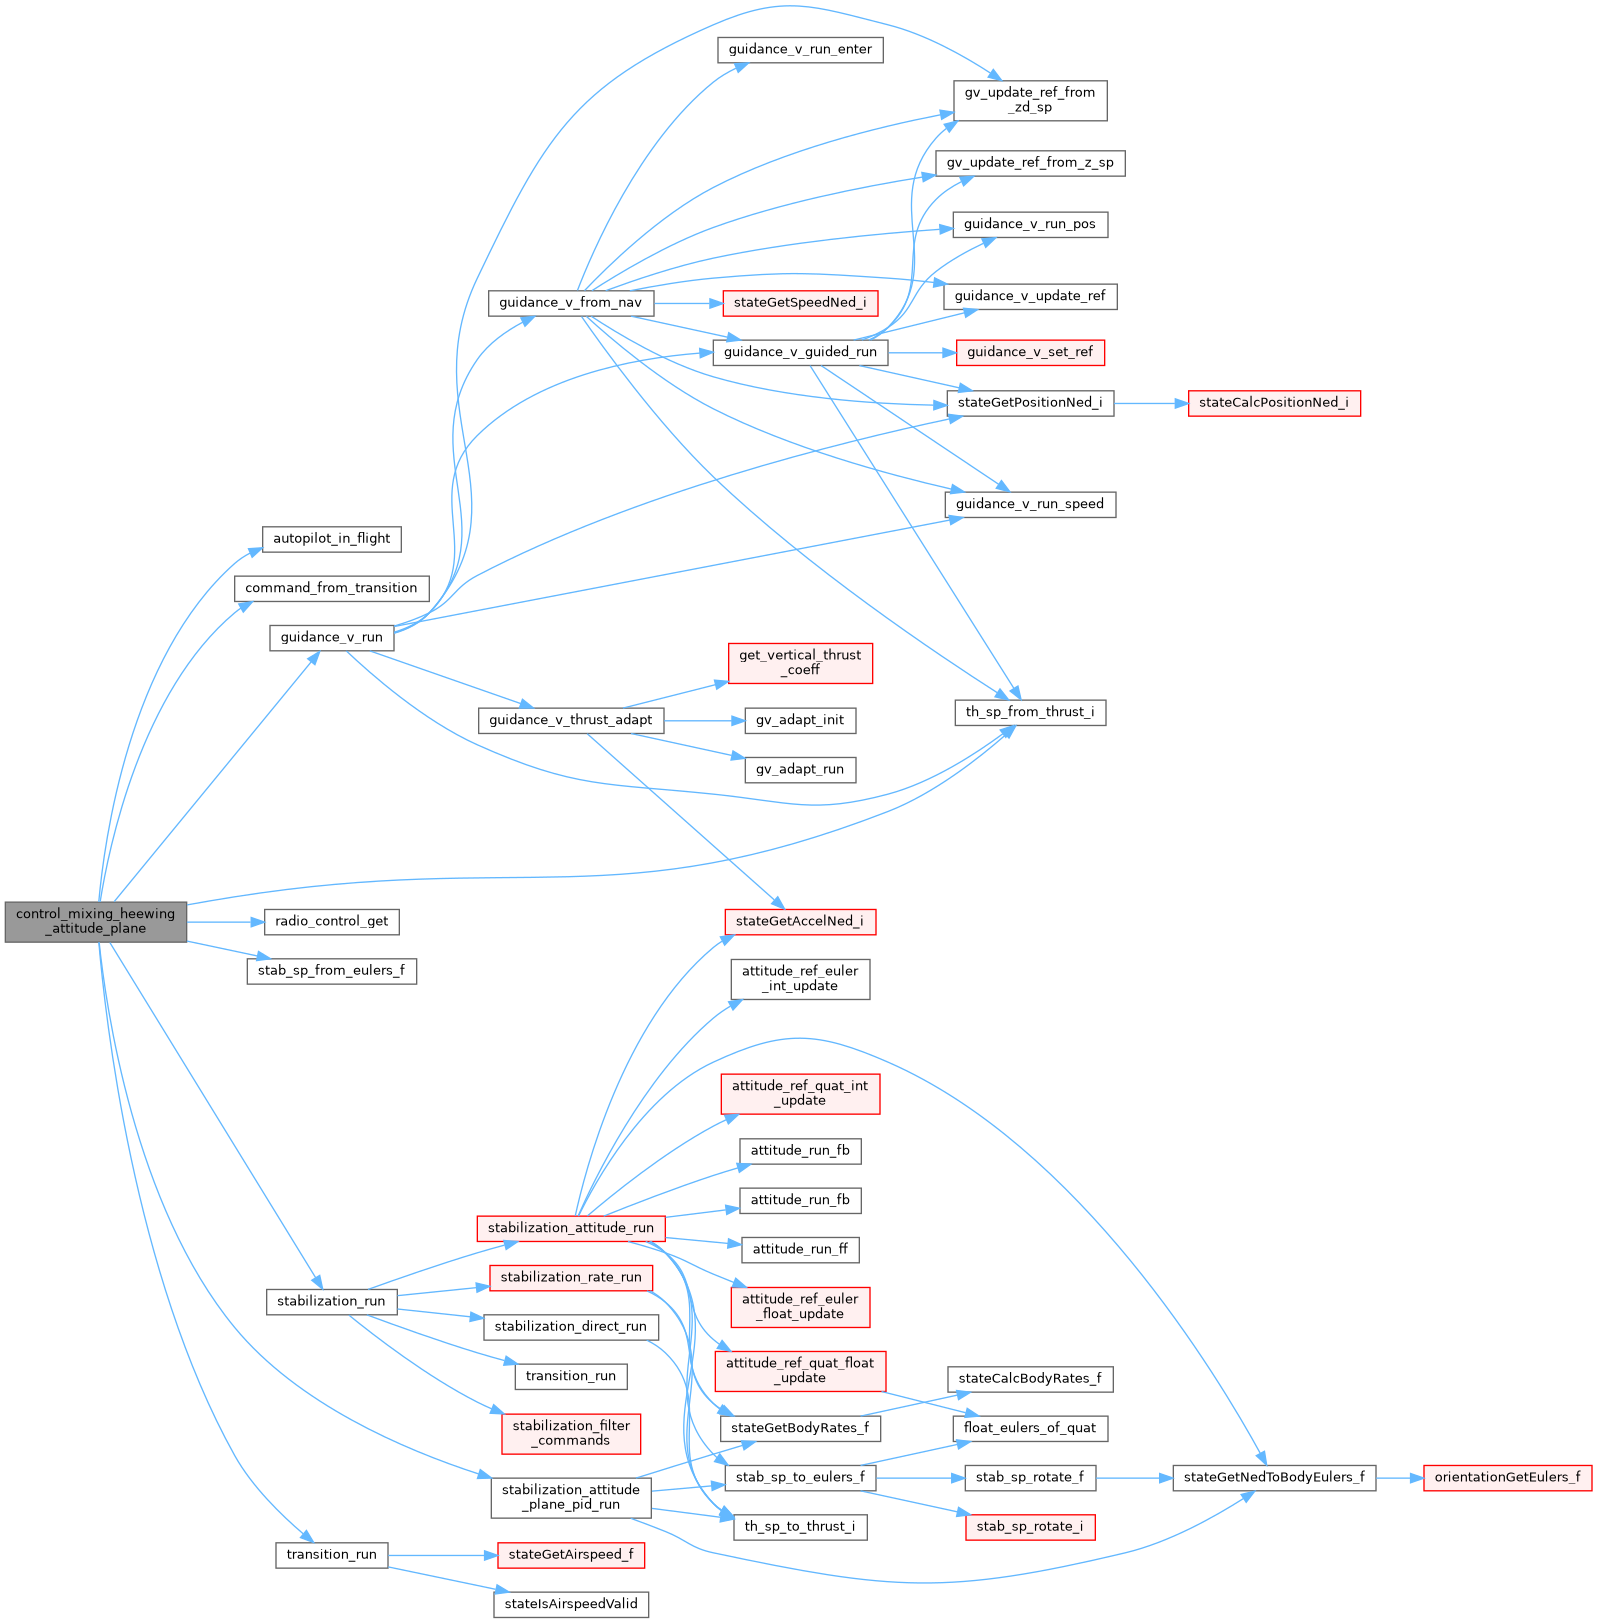 guidance_v_run_enter
gv_update_ref_from
_zd_sp
gv_update_ref_from_z_sp
guidance_v_run_pos
guidance_v_from_nav
stateGetSpeedNed_i
guidance_v_update_ref
guidance_v_guided_run
guidance_v_set_ref
stateGetPositionNed_i
stateCalcPositionNed_i
guidance_v_run_speed
autopilot_in_flight
command_from_transition
guidance_v_run
get_vertical_thrust
_coeff
th_sp_from_thrust_i
guidance_v_thrust_adapt
gv_adapt_init
gv_adapt_run
control_mixing_heewing
_attitude_plane
radio_control_get
stateGetAccelNed_i
stab_sp_from_eulers_f
attitude_ref_euler
_int_update
attitude_ref_quat_int
_update
attitude_run_fb
attitude_run_fb
stabilization_attitude_run
attitude_run_ff
stabilization_rate_run
stabilization_run
attitude_ref_euler
_float_update
stabilization_direct_run
transition_run
attitude_ref_quat_float
_update
stateCalcBodyRates_f
stabilization_filter
_commands
stateGetBodyRates_f
float_eulers_of_quat
stab_sp_to_eulers_f
stab_sp_rotate_f
stateGetNedToBodyEulers_f
orientationGetEulers_f
stabilization_attitude
_plane_pid_run
th_sp_to_thrust_i
stab_sp_rotate_i
transition_run
stateGetAirspeed_f
stateIsAirspeedValid